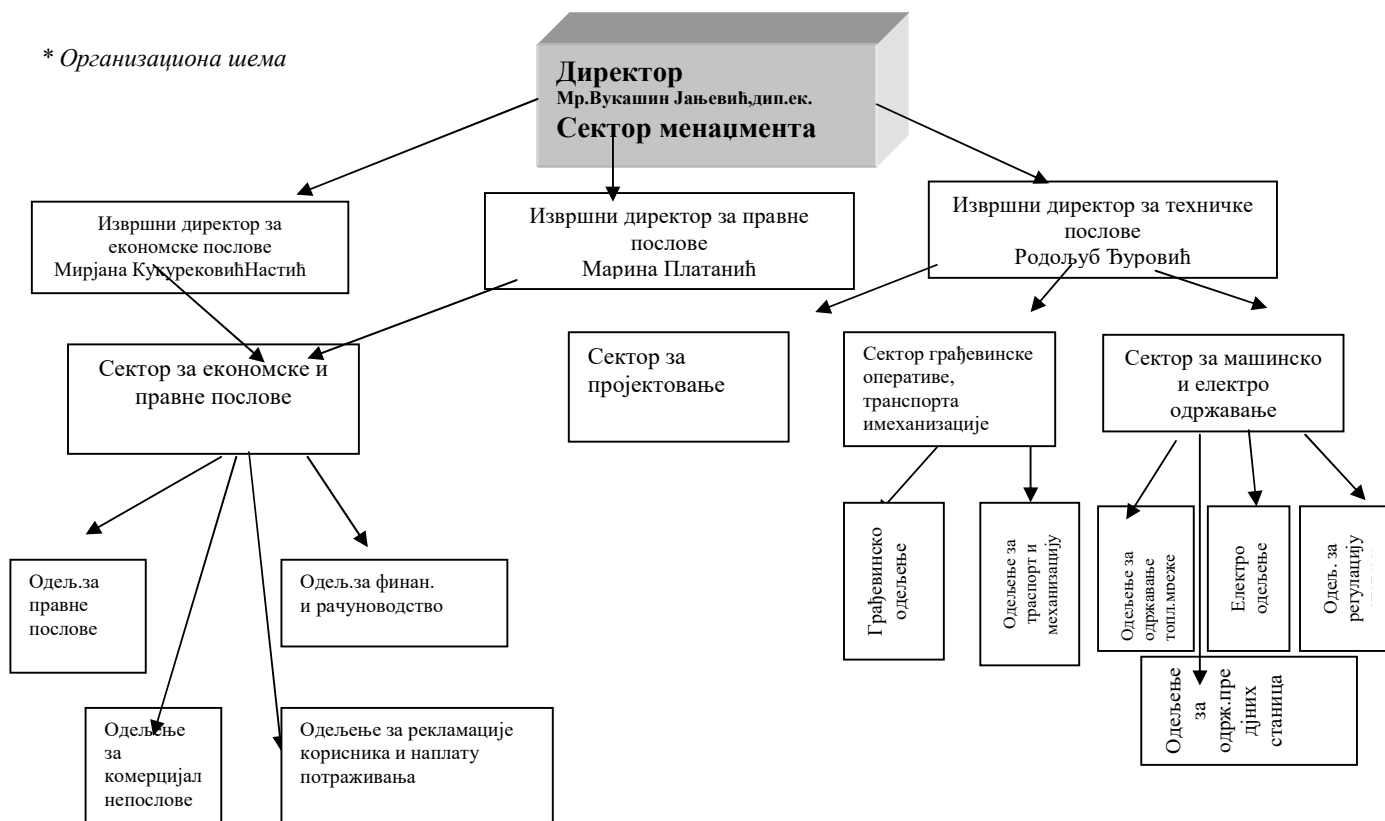 * Организациона шема
Директор
Мр.Вукашин Јањевић,дип.ек.
Сектор менаџмента
Извршни директор за
економске послове
Мирјана КукурековићНастић
Извршни директор за правне
послове
Марина Платанић
Извршни директор за техничке
послове
Родољуб Ђуровић
Сектор за економске и
правне послове
Сектор за
пројектовање
Сектор грађевинске
оперативе,
транспорта
имеханизације
Сектор за машинско
и електро
одржавање
Одељ.за
правне
послове
Одељ.за финан.
и рачуноводство
Грађевинско
одељење
Одељење за
траспорт и
механизацију
Одељење за
одржавање
топл.мреже
Електро
одељење
Одељ. за
регулацију
Одељење
за
комерцијал
непослове
Одељење за рекламације
корисника и наплату
потраживања
Одељење
за
одрж.пре
дјних
станица